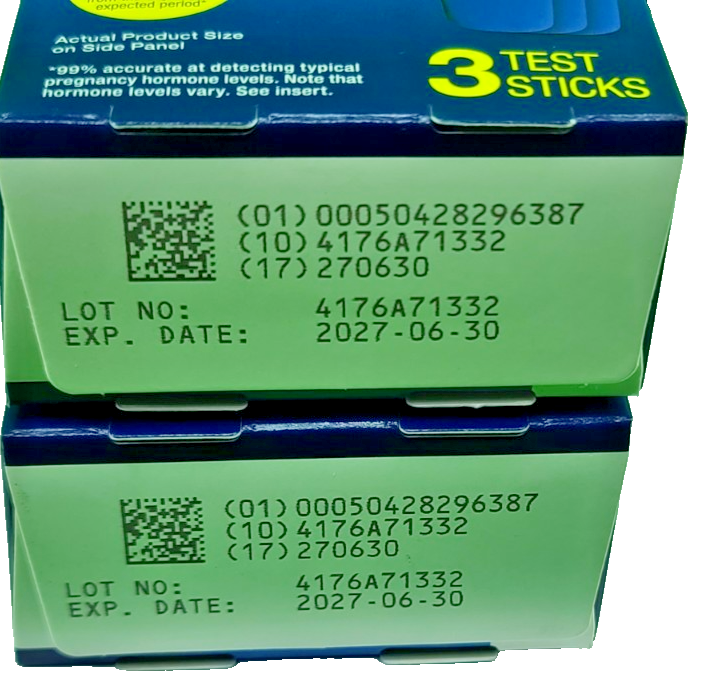 expected period*
Actual Product Size
on Side Panel
*99% accurate at detecting typical
pregnancy hormone levels. Note that
hormone levels vary. See insert.
3 TEST
STICKS
(01) 00050428296387
(10) 4176A71332
(17) 270630
LOT NO: 4176A71332
EXP. DATE: 2027-06-30
(01) 00050428296387
(10) 4176A71332
(17) 270630
LOT NO: 4176A71332
EXP. DATE: 2027-06-30